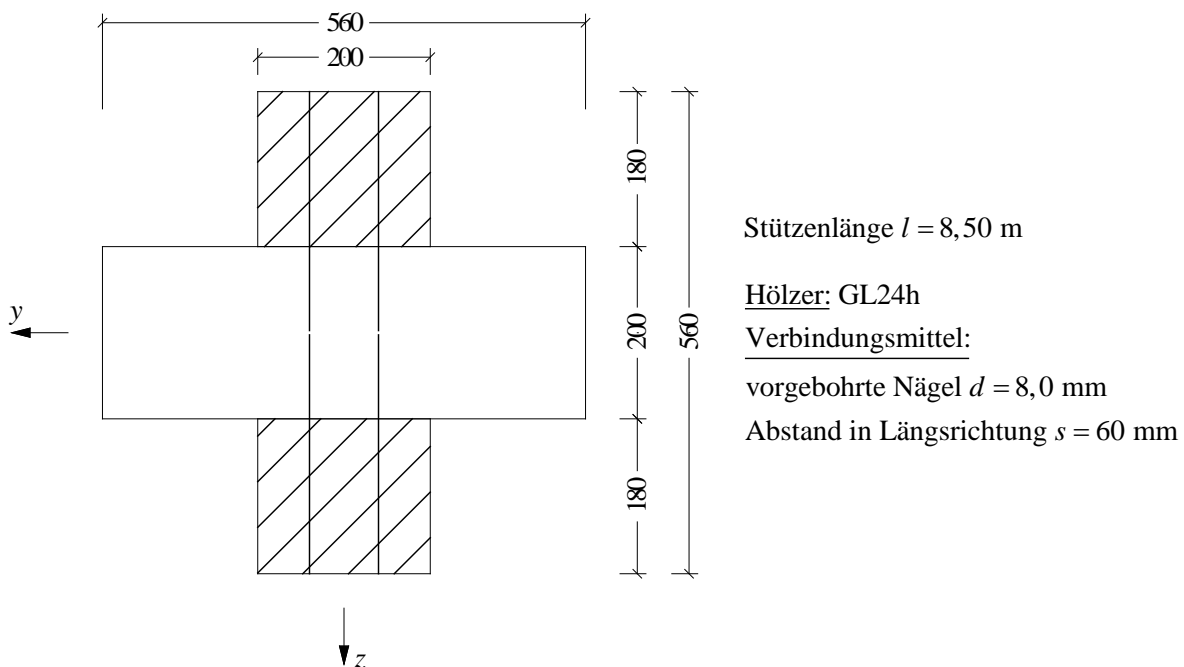 560
200
180
200
560
180
y
z
Stützenlänge l = 8,50 m
Hölzer: GL24h
Verbindungsmittel:
vorgebohrte Nägel d = 8,0 mm
Abstand in Längsrichtung s = 60 mm